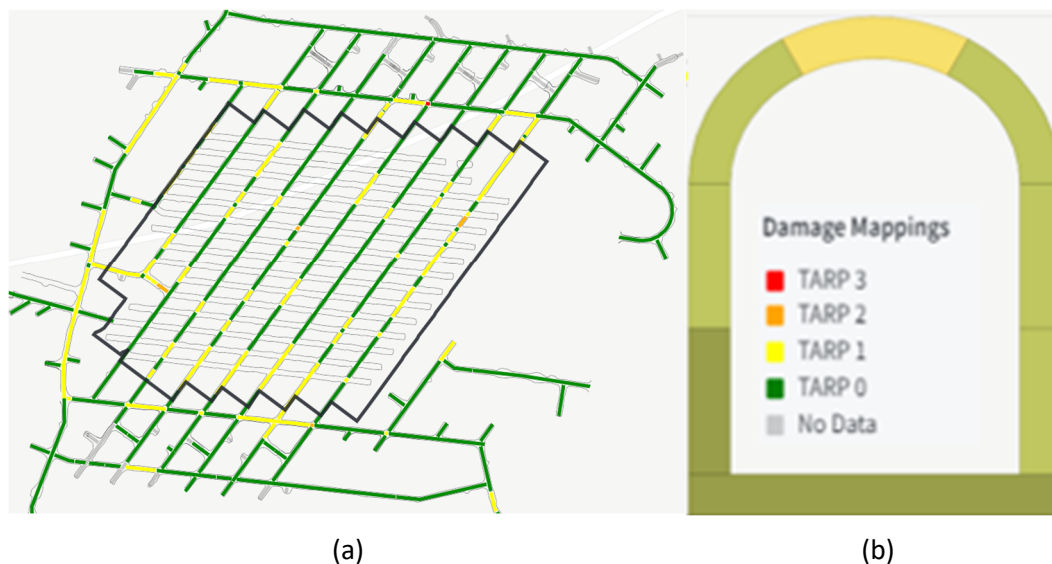 Damage Mappings
TARP 3
TARP 2
TARP 1
TARP 0
No Data
(a)
(b)